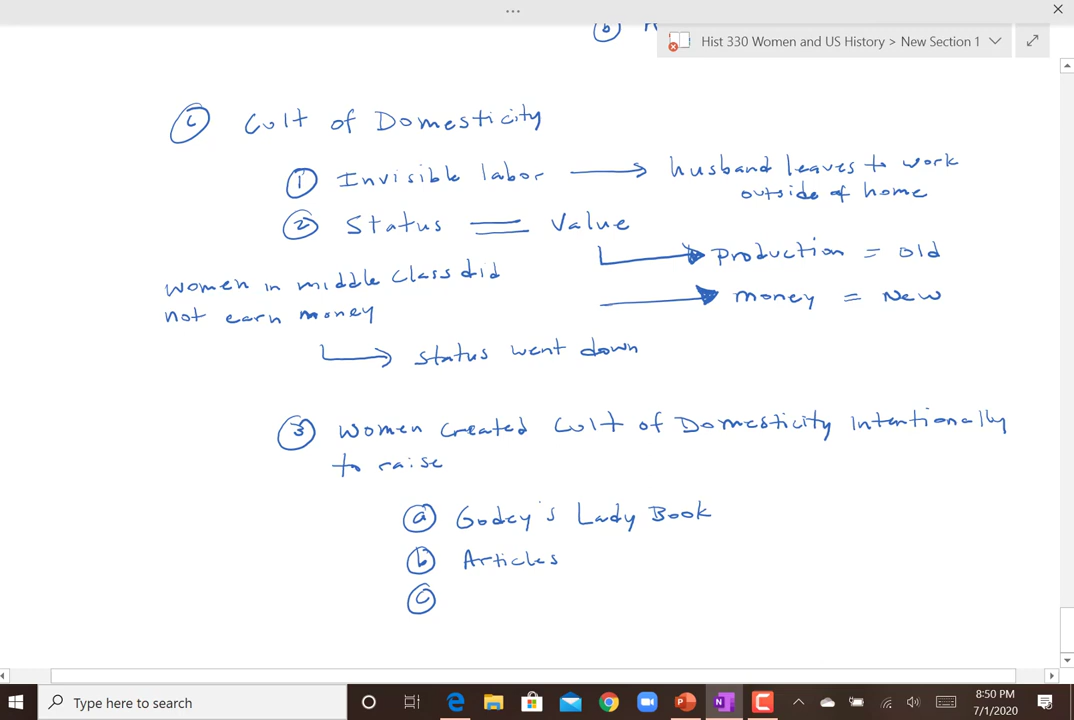 ...
b
Hist 330 Women and US History > New Section 1
C Cult of Domesticity
1 Invisible labor → husband leaves to work
outside of home
2 Status = Value
→ production = old
women in middle class did
not earn money
→ money = New
→ status went down
3 Women created Cult of Domesticity Intentionally
to raise
a Godey's Lady Book
b Articles
C
Type here to search
8:50 PM
7/1/2020